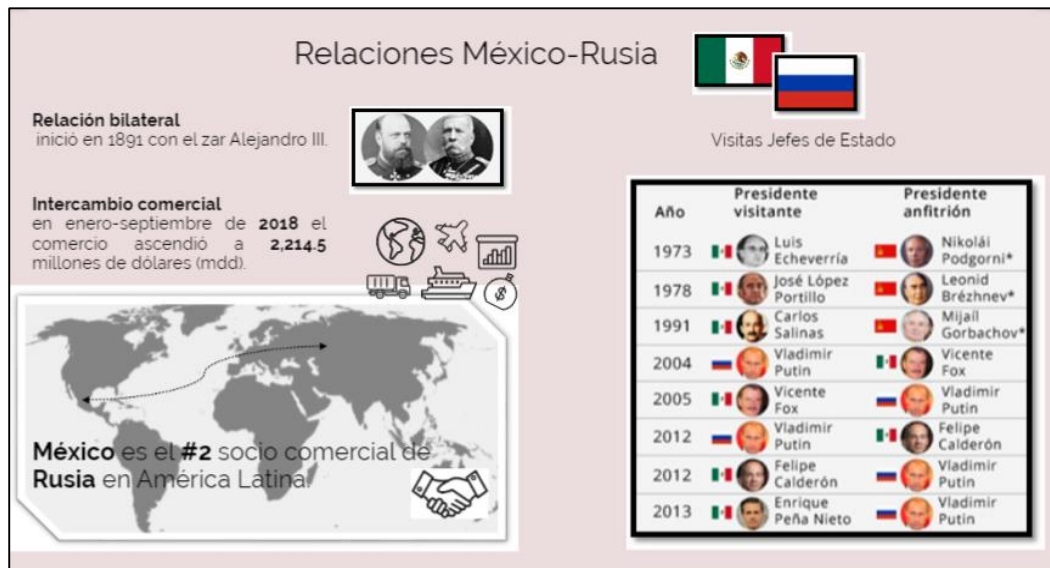 Relaciones México-Rusia
Relación bilateral
inició en 1891 con el zar Alejandro III.
Intercambio comercial
en enero-septiembre de 2018 el
comercio ascendió a 2,214.5
millones de dólares (mdd).
México es el #2 socio comercial de
Rusia en América Latina.
Visitas Jefes de Estado
Año
Presidente
visitante
Presidente
anfitrión
1973
Luis
Echeverría
Nikolái
Podgorni*
1978
José López
Portillo
Leonid
Brézhnev*
1991
Carlos
Salinas
Mijaíl
Gorbachov*
2004
Vladimir
Putin
Vicente
Fox
2005
Vicente
Fox
Vladimir
Putin
2012
Vladimir
Putin
Felipe
Calderón
2012
Felipe
Calderón
Vladimir
Putin
2013
Enrique
Peña Nieto
Vladimir
Putin